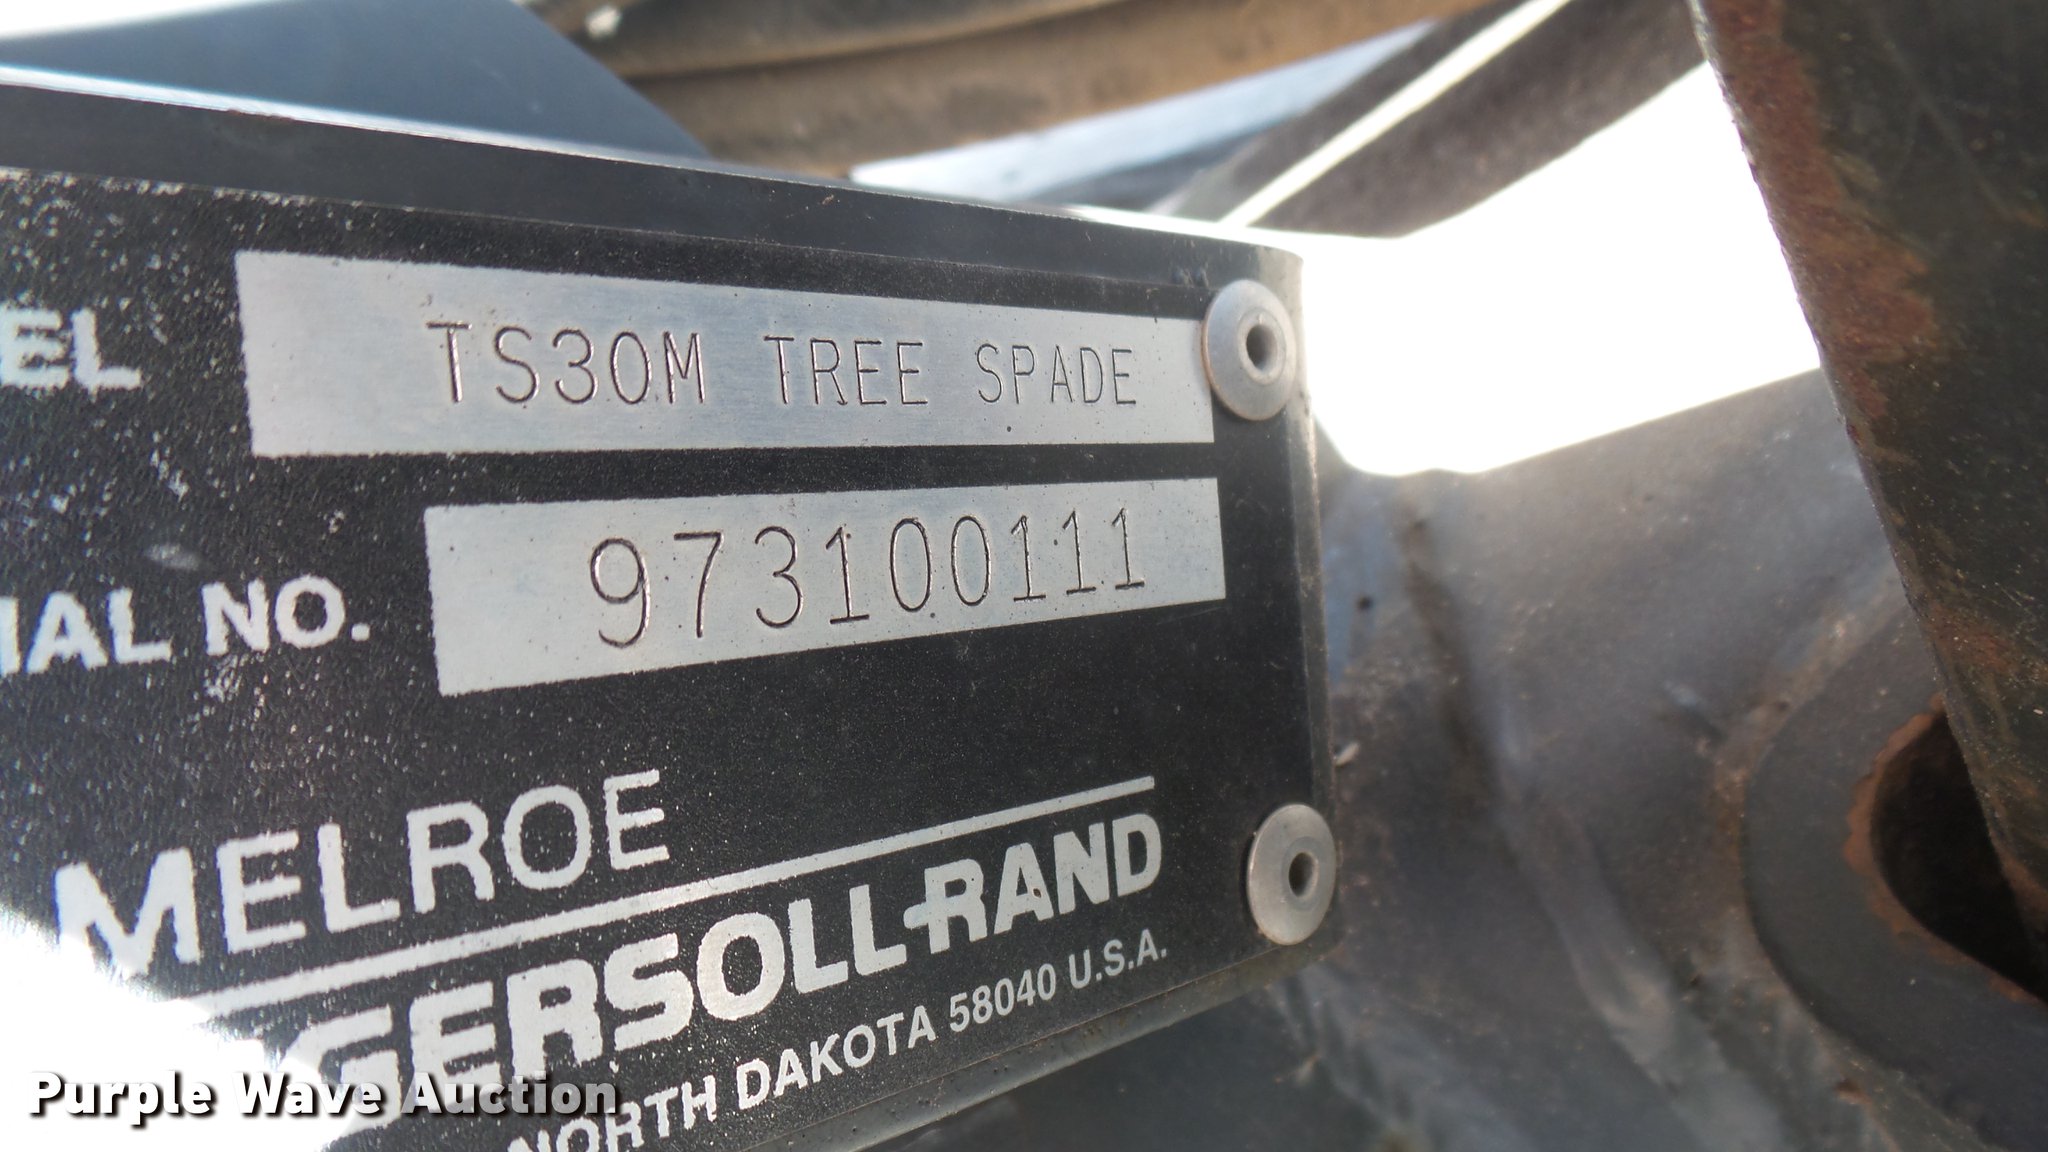 EL TS30M TREE SPADE
IAL NO. 973100111
MELROE
GERSOLL-RAND
NORTH DAKOTA 58040 U.S.A.
Purple Wave Auction